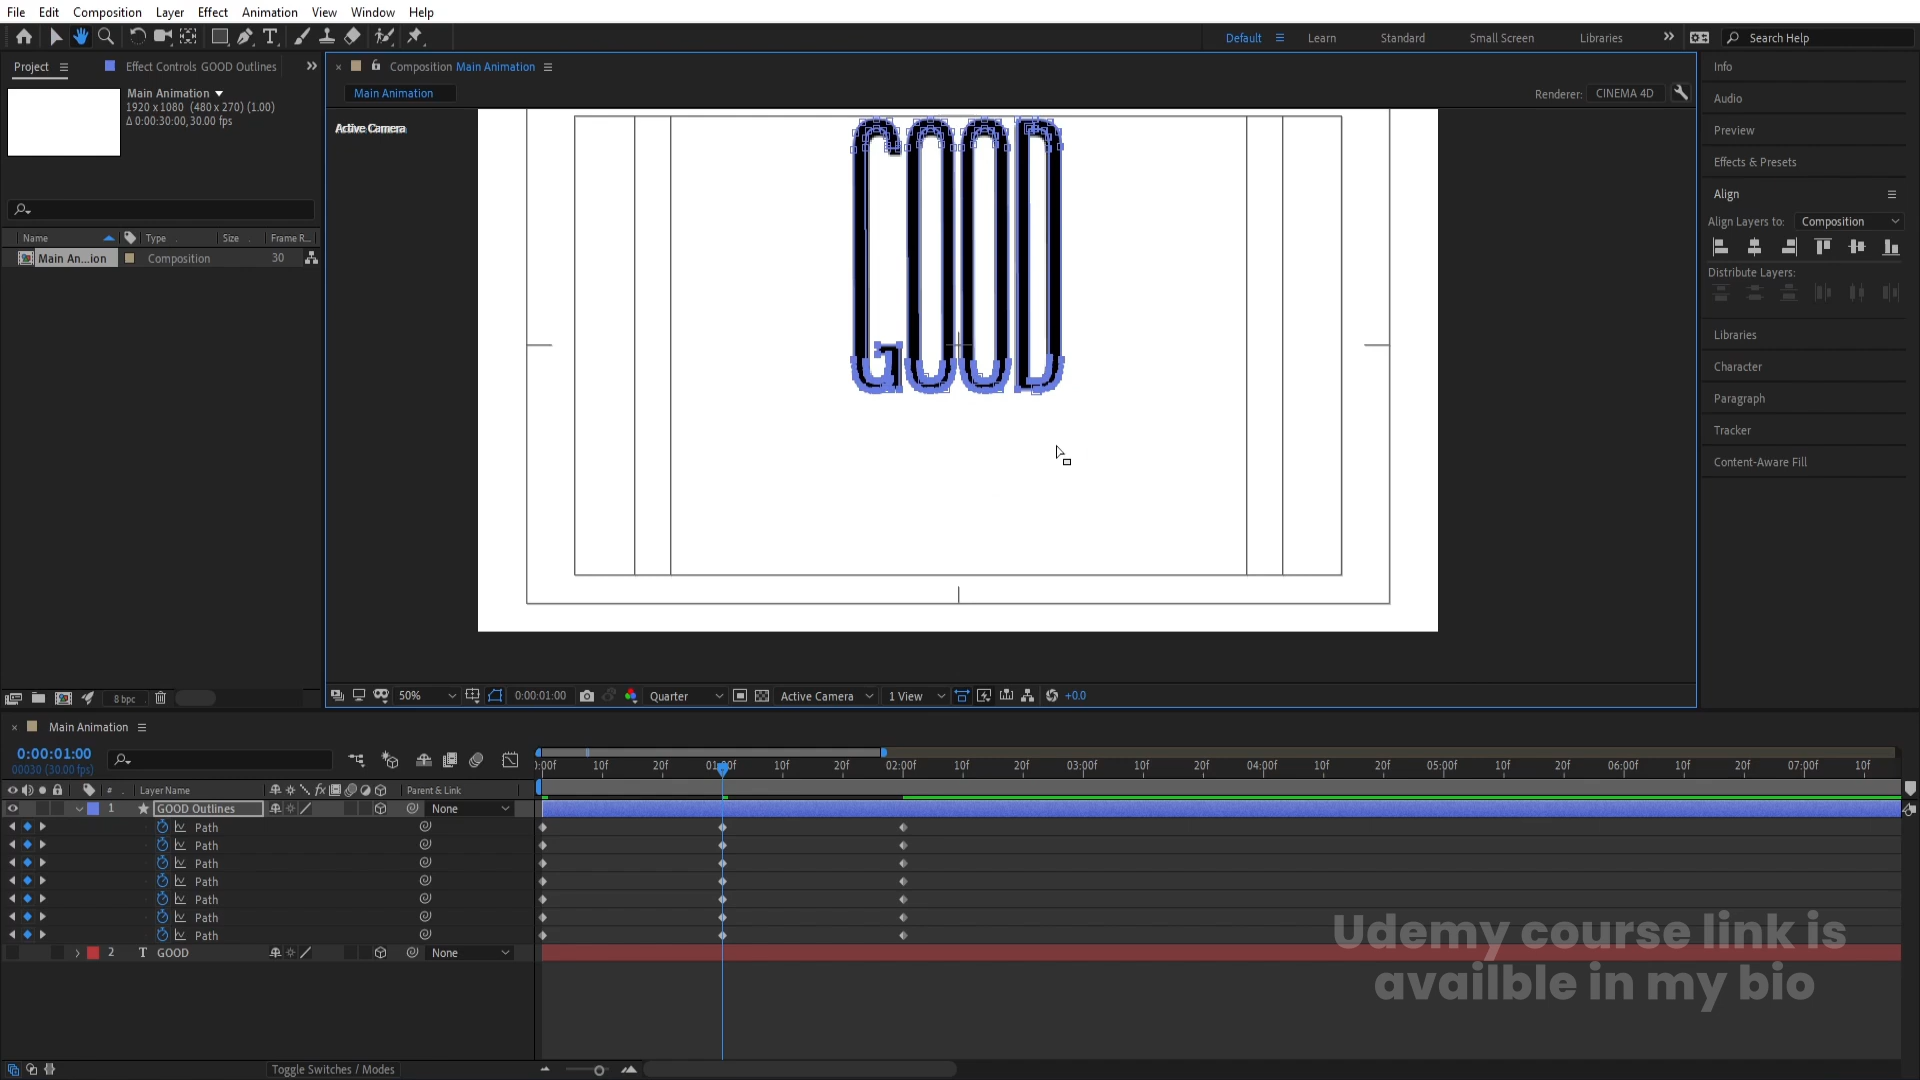 File Edit Composition Layer Effect Animation View Window Help
Default Learn Standard Small Screen Libraries Search Help
Project Effect Controls GOOD Outlines
Composition Main Animation
Info
Main Animation
1920 x 1080 (480 x 270) (1.00)
Δ 0:00:30:00, 30.00 fps
Main Animation
Renderer: CINEMA 4D
Audio
Active Camera
GOOD
Preview
Effects & Presets
Align
Align Layers to: Composition
Distribute Layers:
Name Type Size Frame R...
Main An...ion Composition 30
Libraries
Character
Paragraph
Tracker
Content-Aware Fill
8 bpc
50% 0:00:01:00 Quarter Active Camera 1 View +0.0
Main Animation
0:00:01:00
00030 (30.00 fps)
):00f 10f 20f 01:00f 10f 20f 02:00f 10f 20f 03:00f 10f 20f 04:00f 10f 20f 05:00f 10f 20f 06:00f 10f 20f 07:00f 10f
# Layer Name fx Parent & Link
1 GOOD Outlines None
Path
Path
Path
Path
Path
Path
Path
2 T GOOD None
Udemy course link is
availble in my bio
Toggle Switches / Modes